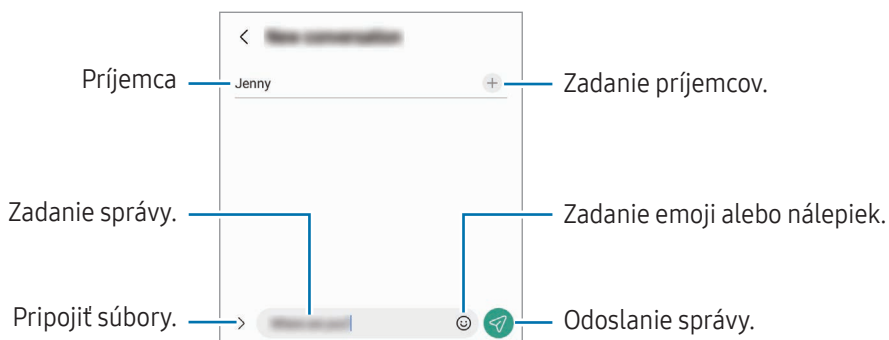 Príjemca
Jenny
Zadanie príjemcov.
Zadanie správy.
Zadanie emoji alebo nálepiek.
Pripojiť súbory.
Odoslanie správy.